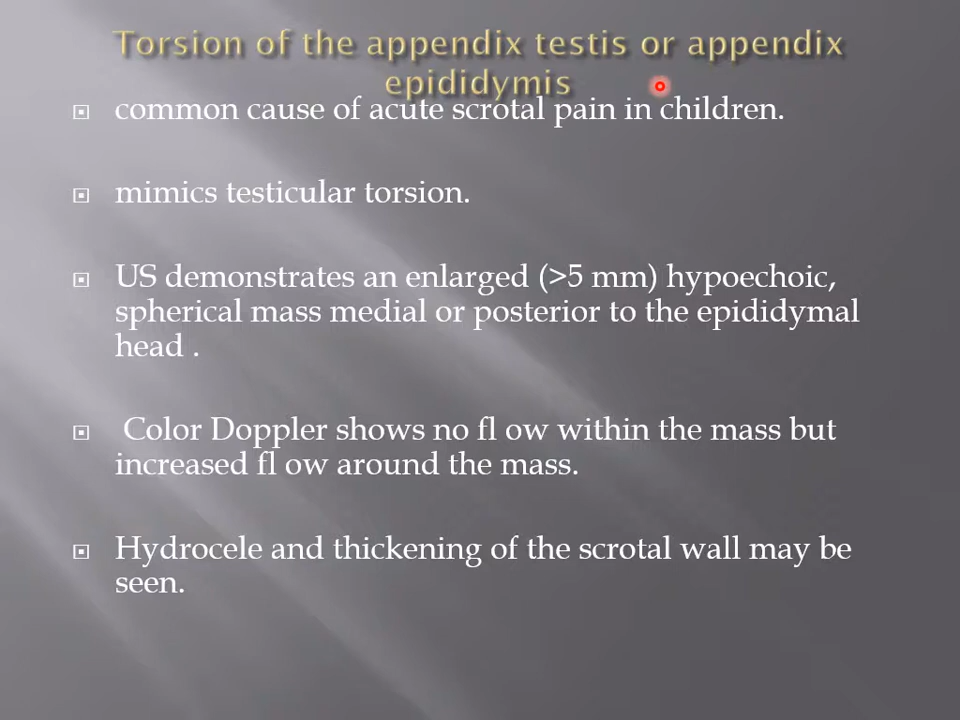 Torsion of the appendix testis or appendix
epididymis
common cause of acute scrotal pain in children.
mimics testicular torsion.
US demonstrates an enlarged (>5 mm) hypoechoic,
spherical mass medial or posterior to the epididymal
head .
Color Doppler shows no fl ow within the mass but
increased fl ow around the mass.
Hydrocele and thickening of the scrotal wall may be
seen.